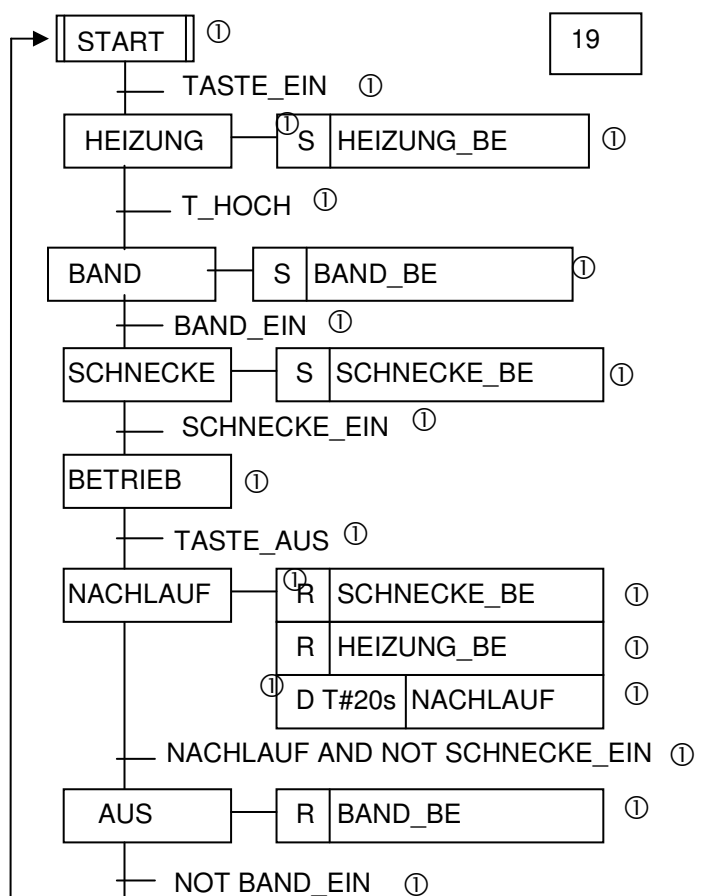 START ① 19
TASTE_EIN ①
HEIZUNG ① S HEIZUNG_BE ①
T_HOCH ①
BAND S BAND_BE ①
BAND_EIN ①
SCHNECKE S SCHNECKE_BE ①
SCHNECKE_EIN ①
BETRIEB ①
TASTE_AUS ①
NACHLAUF ① R SCHNECKE_BE ①
R HEIZUNG_BE ①
① D T#20s NACHLAUF ①
NACHLAUF AND NOT SCHNECKE_EIN ①
AUS R BAND_BE ①
NOT BAND_EIN ①